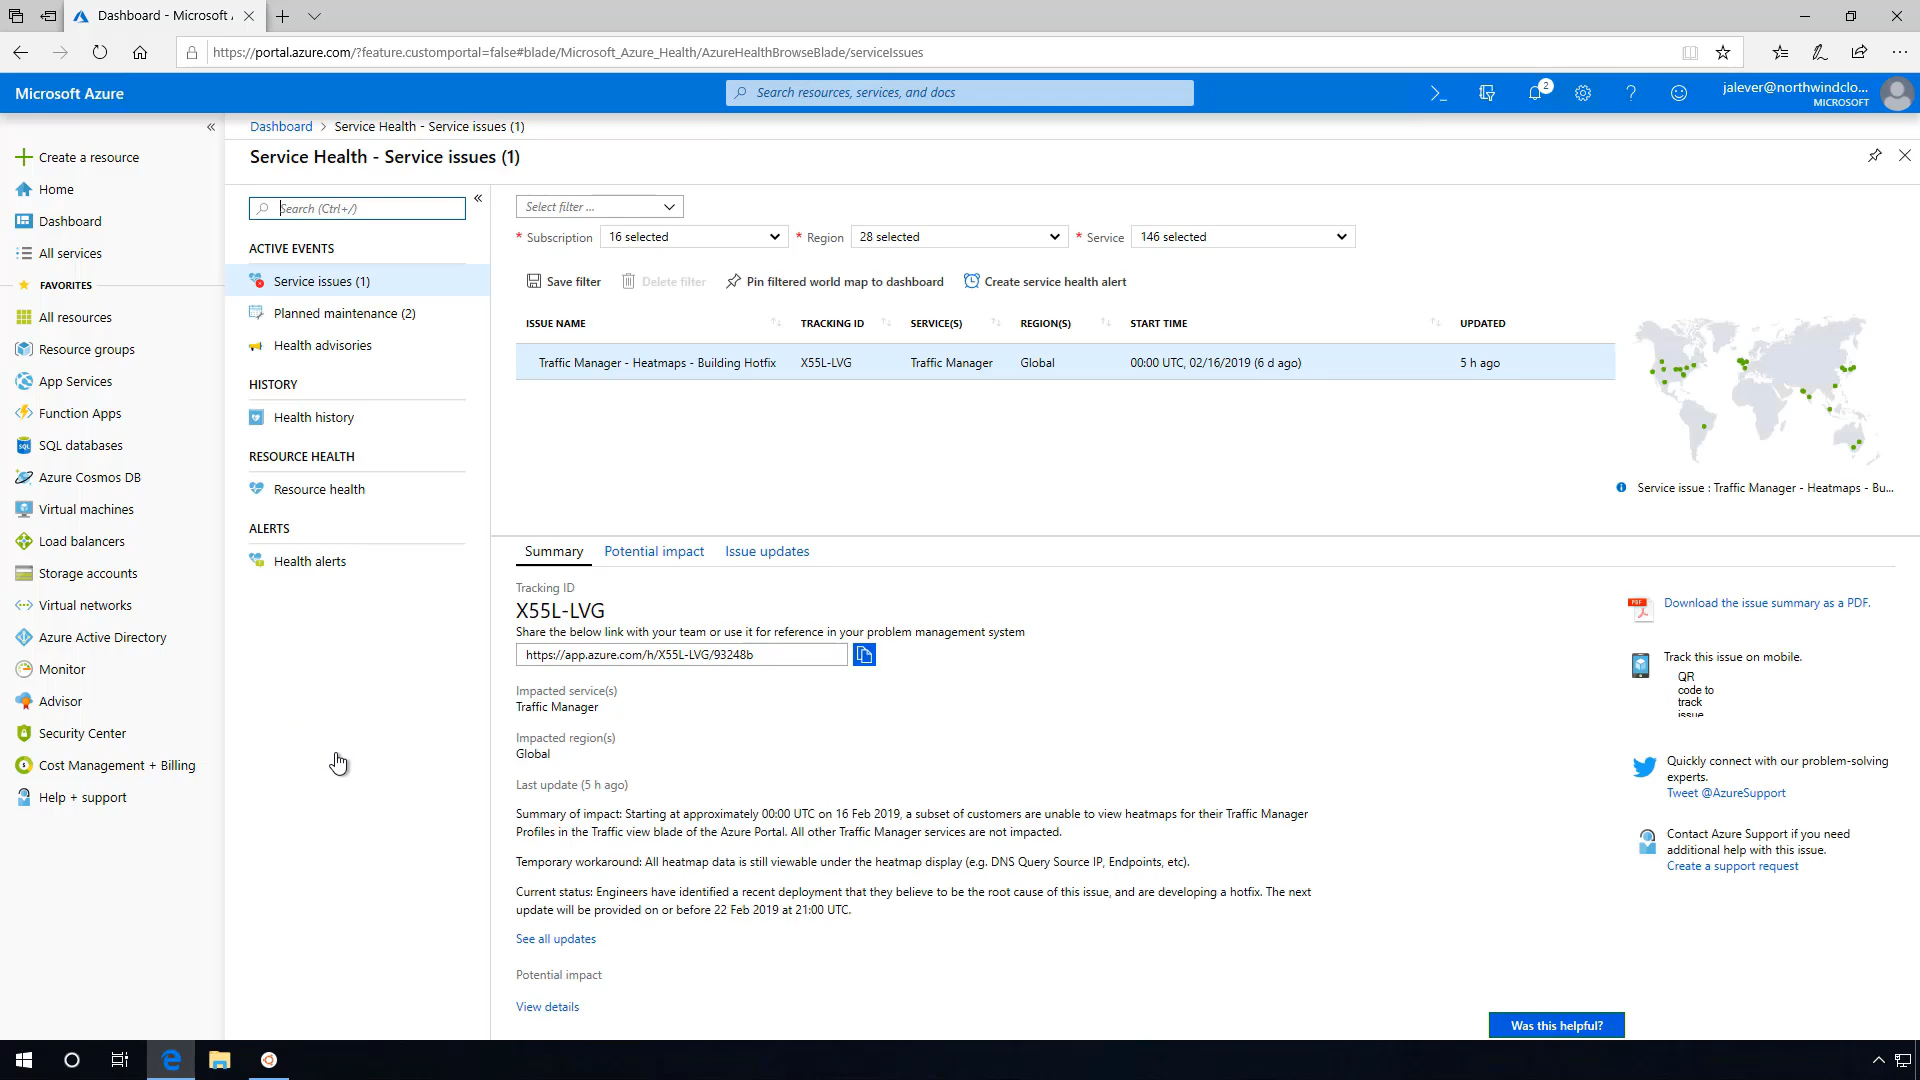 Dashboard - Microsoft A
https://portal.azure.com/?feature.customportal=false#blade/Microsoft_Azure_Health/AzureHealthBrowseBlade/serviceIssues
Microsoft Azure
Search resources, services, and docs
2
jalever@northwindclo...
MICROSOFT
Create a resource
Home
Dashboard
All services
FAVORITES
All resources
Resource groups
App Services
Function Apps
SQL databases
Azure Cosmos DB
Virtual machines
Load balancers
Storage accounts
Virtual networks
Azure Active Directory
Monitor
Advisor
Security Center
Cost Management + Billing
Help + support
Dashboard > Service Health - Service issues (1)
Service Health - Service issues (1)
Search (Ctrl+/)
ACTIVE EVENTS
Service issues (1)
Planned maintenance (2)
Health advisories
HISTORY
Health history
RESOURCE HEALTH
Resource health
ALERTS
Health alerts
Select filter ...
* Subscription 16 selected * Region 28 selected * Service 146 selected
Save filter Delete filter Pin filtered world map to dashboard Create service health alert
ISSUE NAME TRACKING ID SERVICE(S) REGION(S) START TIME UPDATED
Traffic Manager - Heatmaps - Building Hotfix X55L-LVG Traffic Manager Global 00:00 UTC, 02/16/2019 (6 d ago) 5 h ago
Service issue : Traffic Manager - Heatmaps - Bu...
Summary Potential impact Issue updates
Tracking ID
X55L-LVG
Share the below link with your team or use it for reference in your problem management system
https://app.azure.com/h/X55L-LVG/93248b
Impacted service(s)
Traffic Manager
Impacted region(s)
Global
Last update (5 h ago)
Summary of impact: Starting at approximately 00:00 UTC on 16 Feb 2019, a subset of customers are unable to view heatmaps for their Traffic Manager
Profiles in the Traffic view blade of the Azure Portal. All other Traffic Manager services are not impacted.
Temporary workaround: All heatmap data is still viewable under the heatmap display (e.g. DNS Query Source IP, Endpoints, etc).
Current status: Engineers have identified a recent deployment that they believe to be the root cause of this issue, and are developing a hotfix. The next
update will be provided on or before 22 Feb 2019 at 21:00 UTC.
See all updates
Potential impact
View details
PDF
Download the issue summary as a PDF.
Track this issue on mobile.
QR
code to
track
issue
Quickly connect with our problem-solving
experts.
Tweet @AzureSupport
Contact Azure Support if you need
additional help with this issue.
Create a support request
Was this helpful?